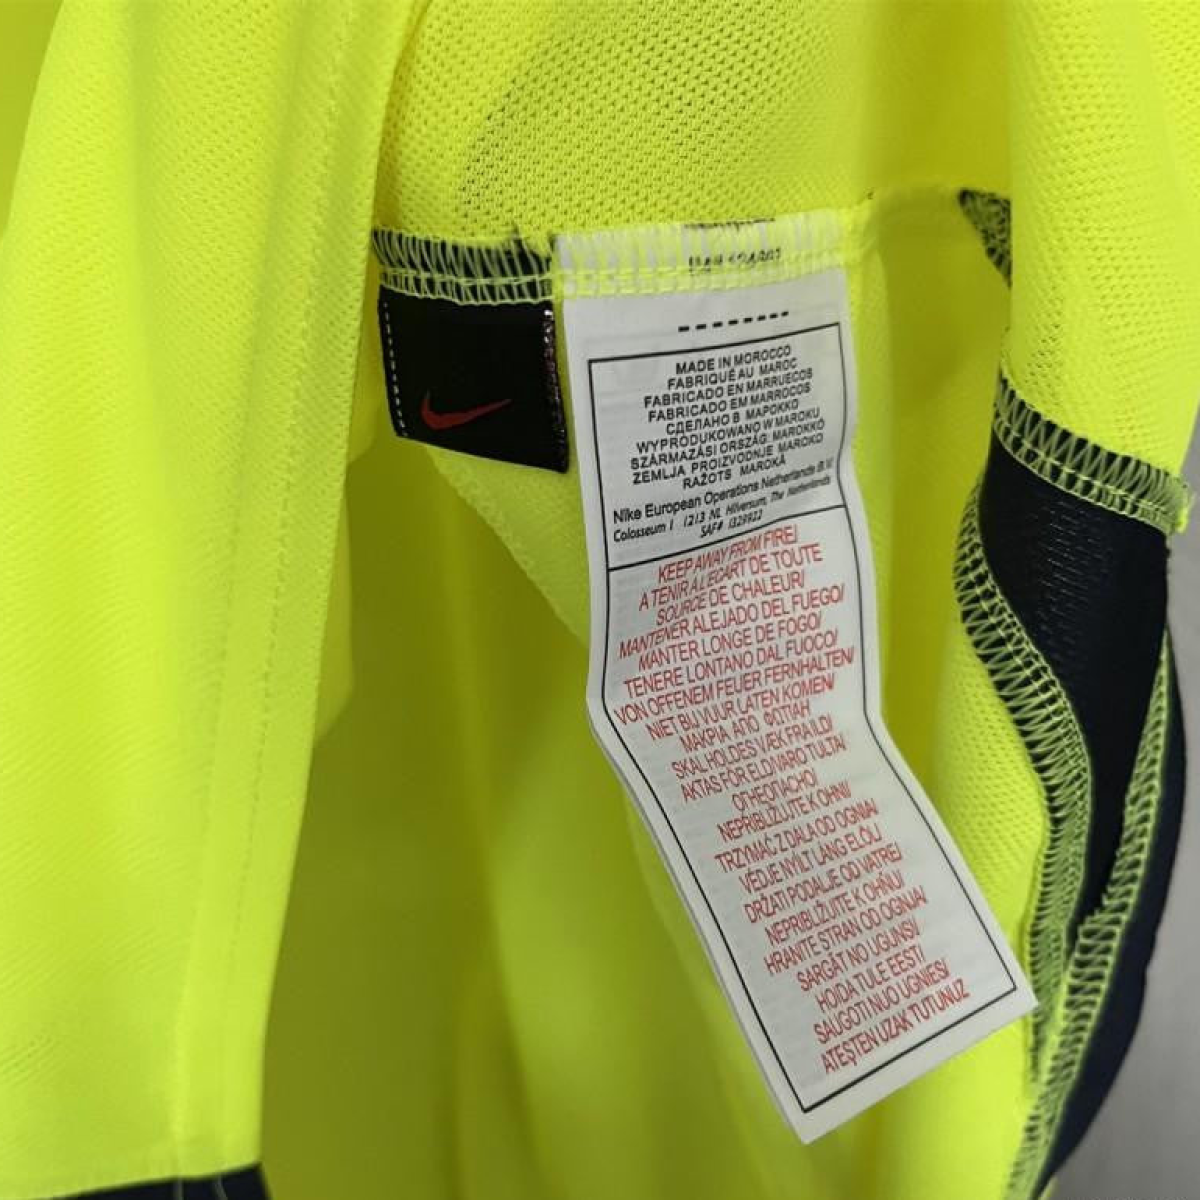 MADE IN MOROCCO
FABRIQUÉ AU MAROC
FABRICADO EN MARRUECOS
FABRICADO EM MARROCOS
СДЕЛАНО В МАРОККО
WYPRODUKOWANO W MAROKU
SZÁRMAZÁSI ORSZÁG: MAROKKÓ
ZEMLJA PROIZVODNJE MAROKO
RAŽOTS MAROKĀ
Nike European Operations Netherlands B.V.
Colosseum 1 1213 NL Hilversum, The Netherlands
SAF# 1329922
KEEP AWAY FROM FIRE/
A TENIR A L'ECART DE TOUTE
SOURCE DE CHALEUR/
MANTENER ALEJADO DEL FUEGO/
MANTER LONGE DE FOGO/
TENERE LONTANO DAL FUOCO/
VON OFFENEM FEUER FERNHALTEN/
NIET BIJ VUUR LATEN KOMEN/
ΜΑΚΡΙΑ ΑΠΟ ΦΩΤΙΑΗ
SKAL HOLDES VÆK FRA ILD/
AKTAS FÖR ELD/VARO TULTA/
ОГНЕОПАСНО/
NEPRIBLIŽUJTE K OHNI/
TRZYMAĆ Z DALA OD OGNIA/
VÉDJE NYÍLT LÁNG ELŐL/
DRŽATI PODALJE OD VATRE/
NEPRIBLIŽUJTE K OHŇU/
HRANITE STRAN OD OGNJA/
SARGĀT NO UGUNS/
HOIDA TULE EEST/
SAUGOTI NUO UGNIES/
ATEŞTEN UZAK TUTUNUZ